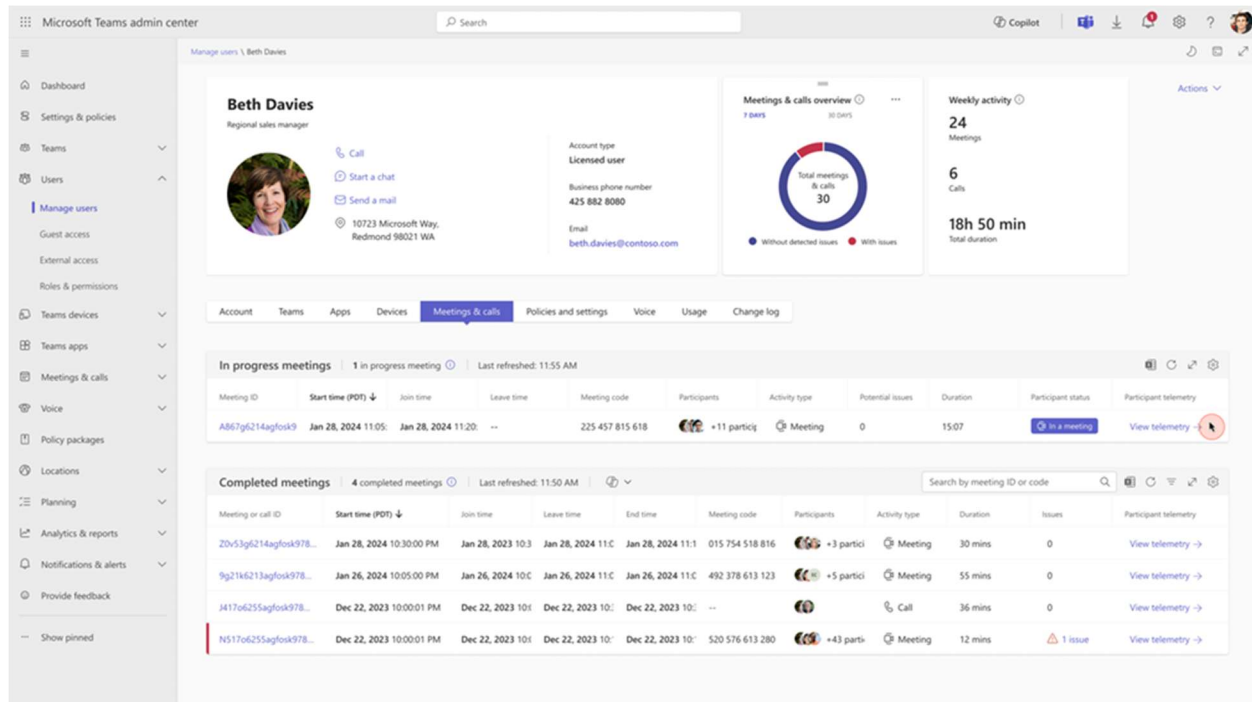 Microsoft Teams admin center
Search
Copilot
1
Manage users \ Beth Davies
Dashboard
Settings & policies
Teams
Users
Manage users
Guest access
External access
Roles & permissions
Teams devices
Teams apps
Meetings & calls
Voice
Policy packages
Locations
Planning
Analytics & reports
Notifications & alerts
Provide feedback
Show pinned
Actions
Beth Davies
Regional sales manager
Call
Start a chat
Send a mail
10723 Microsoft Way,
Redmond 98021 WA
Account type
Licensed user
Business phone number
425 882 8080
Email
beth.davies@contoso.com
Meetings & calls overview
7 DAYS 30 DAYS
Total meetings
& calls
30
Without detected issues With issues
Weekly activity
24
Meetings
6
Calls
18h 50 min
Total duration
Account Teams Apps Devices Meetings & calls Policies and settings Voice Usage Change log
In progress meetings 1 in progress meeting Last refreshed: 11:55 AM
Meeting ID Start time (PDT) Join time Leave time Meeting code Participants Activity type Potential issues Duration Participant status Participant telemetry
A867g6214agfosk9 Jan 28, 2024 11:05: Jan 28, 2024 11:20: -- 225 457 815 618 +11 particip Meeting 0 15:07 In a meeting View telemetry
Completed meetings 4 completed meetings Last refreshed: 11:50 AM Search by meeting ID or code
Meeting or call ID Start time (PDT) Join time Leave time End time Meeting code Participants Activity type Duration Issues Participant telemetry
Z0v53g6214agfosk978... Jan 28, 2024 10:30:00 PM Jan 28, 2023 10:3 Jan 28, 2024 11:0 Jan 28, 2024 11:1 015 754 518 816 +3 partici Meeting 30 mins 0 View telemetry
9g21k6213agfosk978... Jan 26, 2024 10:05:00 PM Jan 26, 2024 10:0 Jan 26, 2024 11:0 Jan 26, 2024 11:0 492 378 613 123 +5 partici Meeting 55 mins 0 View telemetry
J417o6255agfosk978... Dec 22, 2023 10:00:01 PM Dec 22, 2023 10:0 Dec 22, 2023 10: Dec 22, 2023 10: -- Call 36 mins 0 View telemetry
N517o6255agfosk978... Dec 22, 2023 10:00:01 PM Dec 22, 2023 10:0 Dec 22, 2023 10: Dec 22, 2023 10: 520 576 613 280 +43 parti Meeting 12 mins 1 issue View telemetry